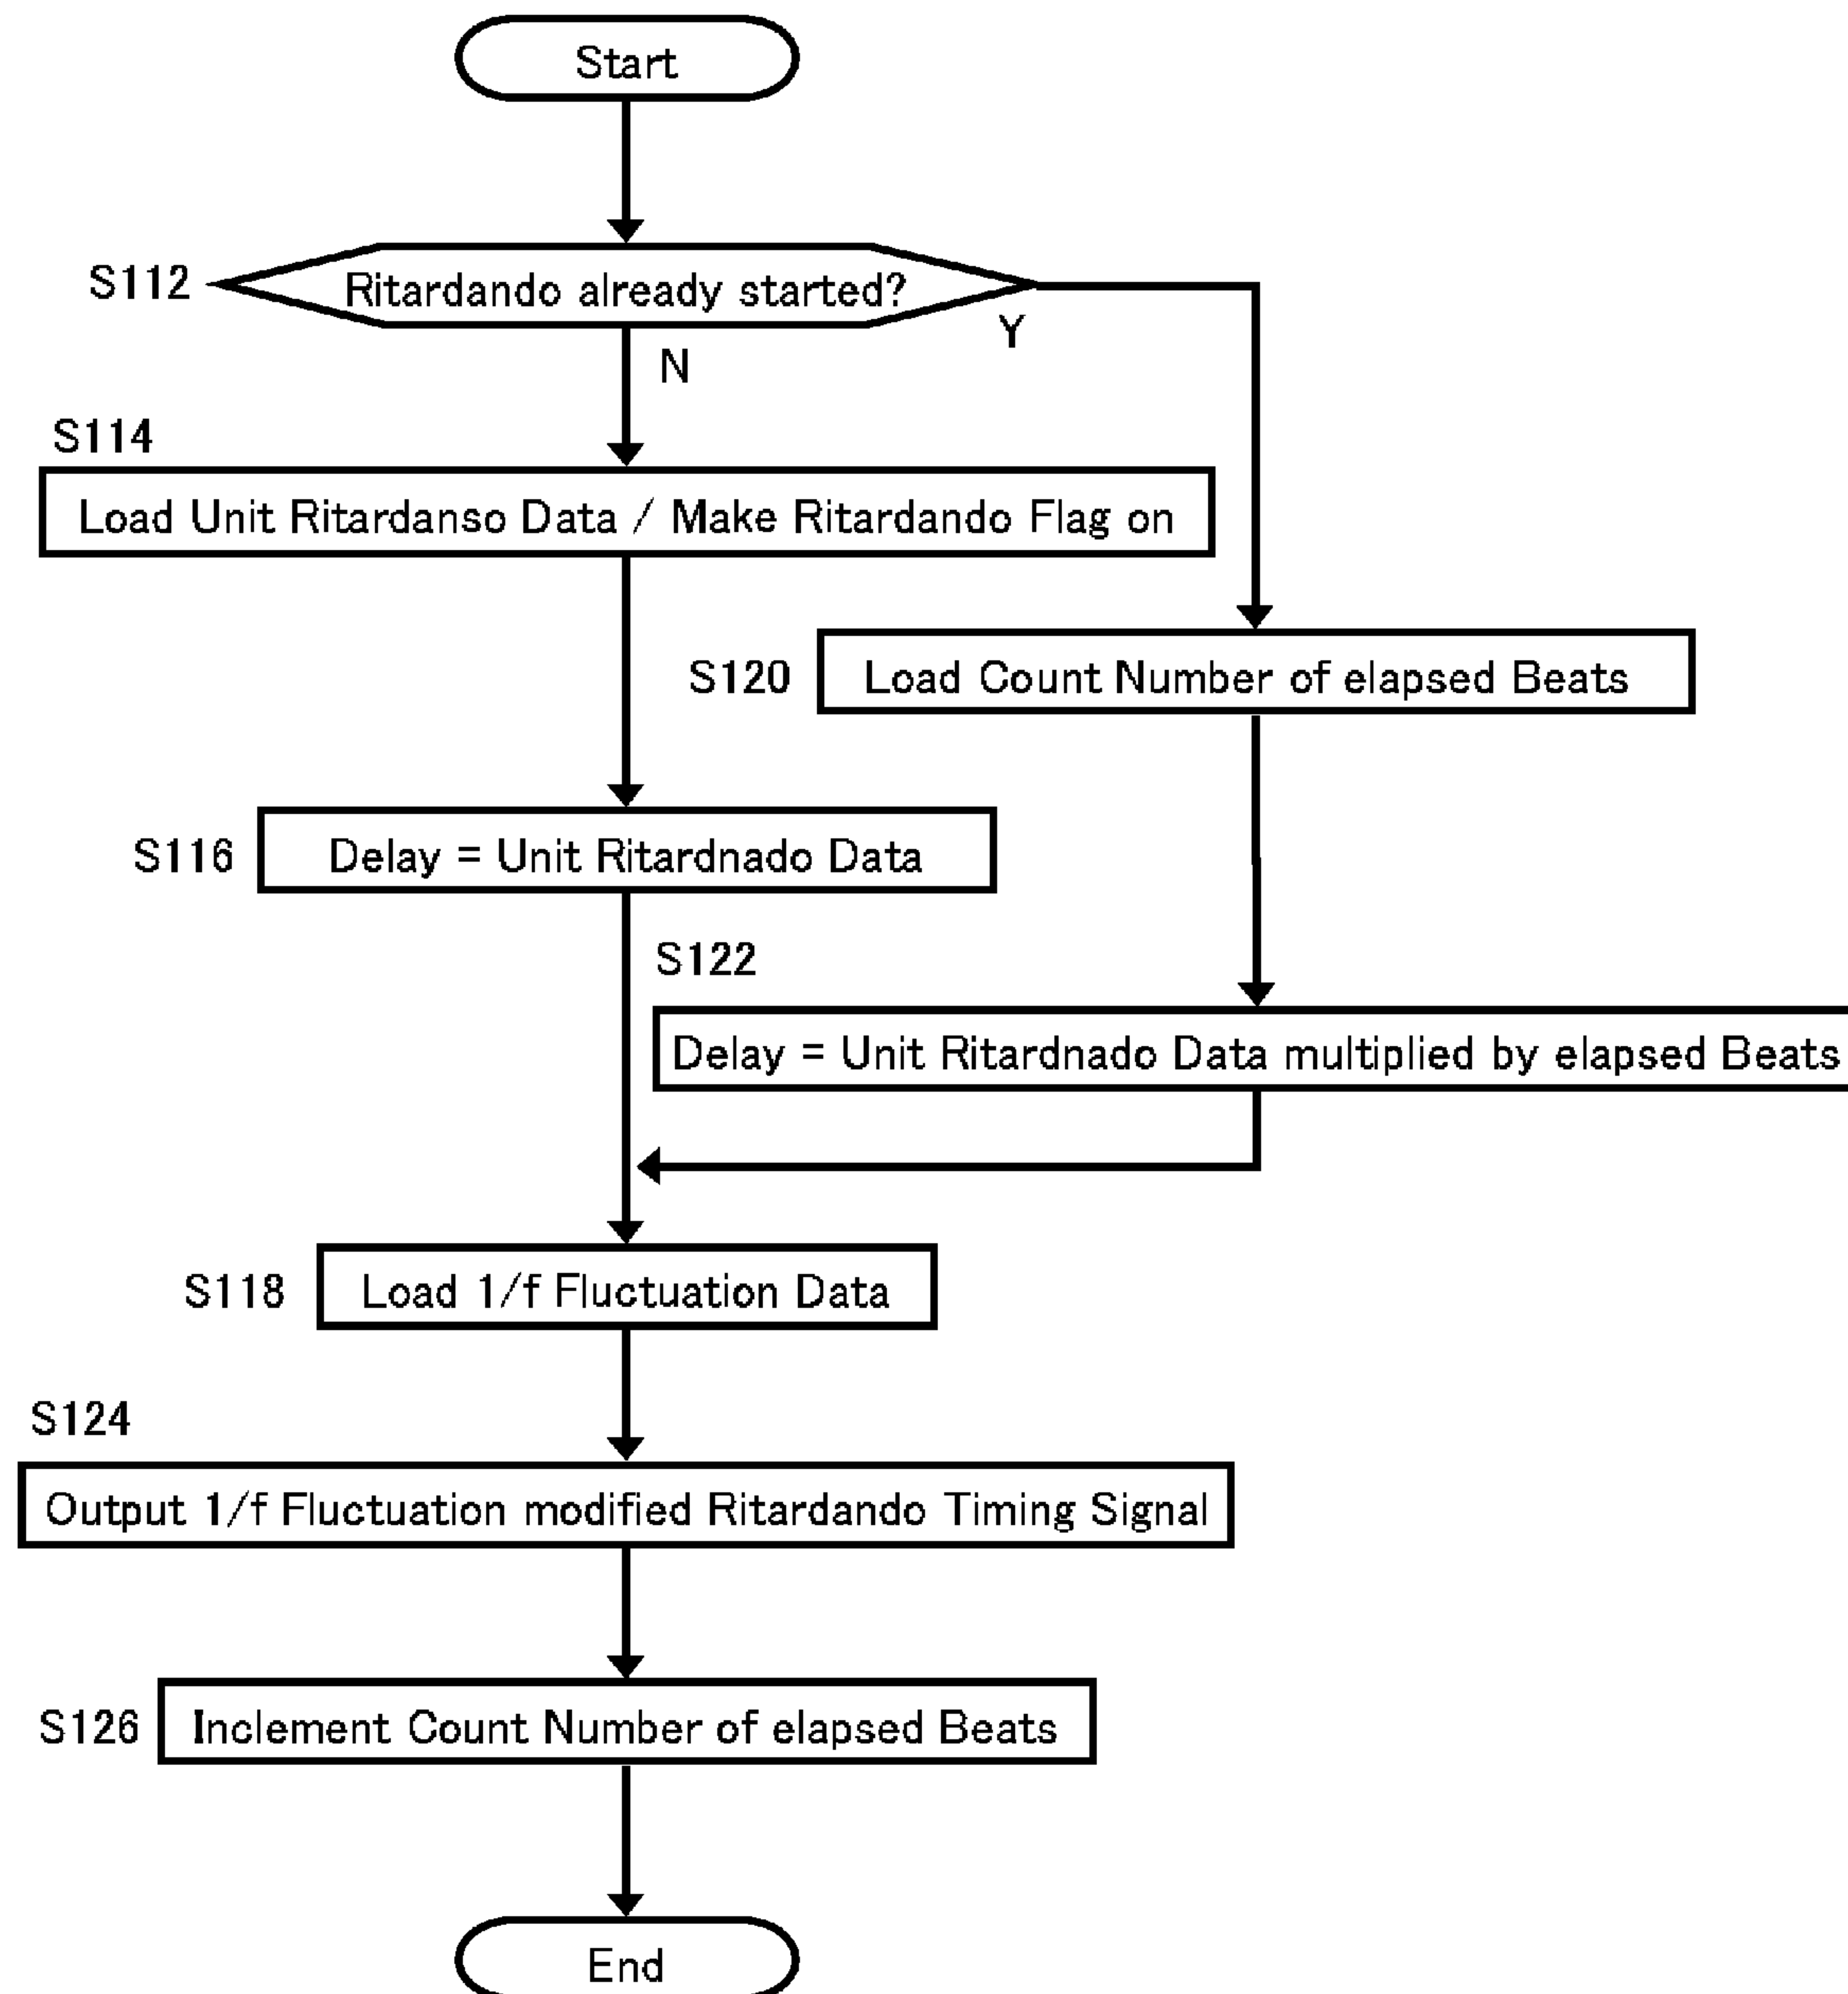 Start
S112
Ritardando already started?
Y
N
S114
Load Unit Ritardanso Data / Make Ritardando Flag on
S120
Load Count Number of elapsed Beats
S116
Delay = Unit Ritardnado Data
S122
Delay = Unit Ritardnado Data multiplied by elapsed Beats
S118
Load 1/f Fluctuation Data
S124
Output 1/f Fluctuation modified Ritardando Timing Signal
S126
Inclement Count Number of elapsed Beats
End